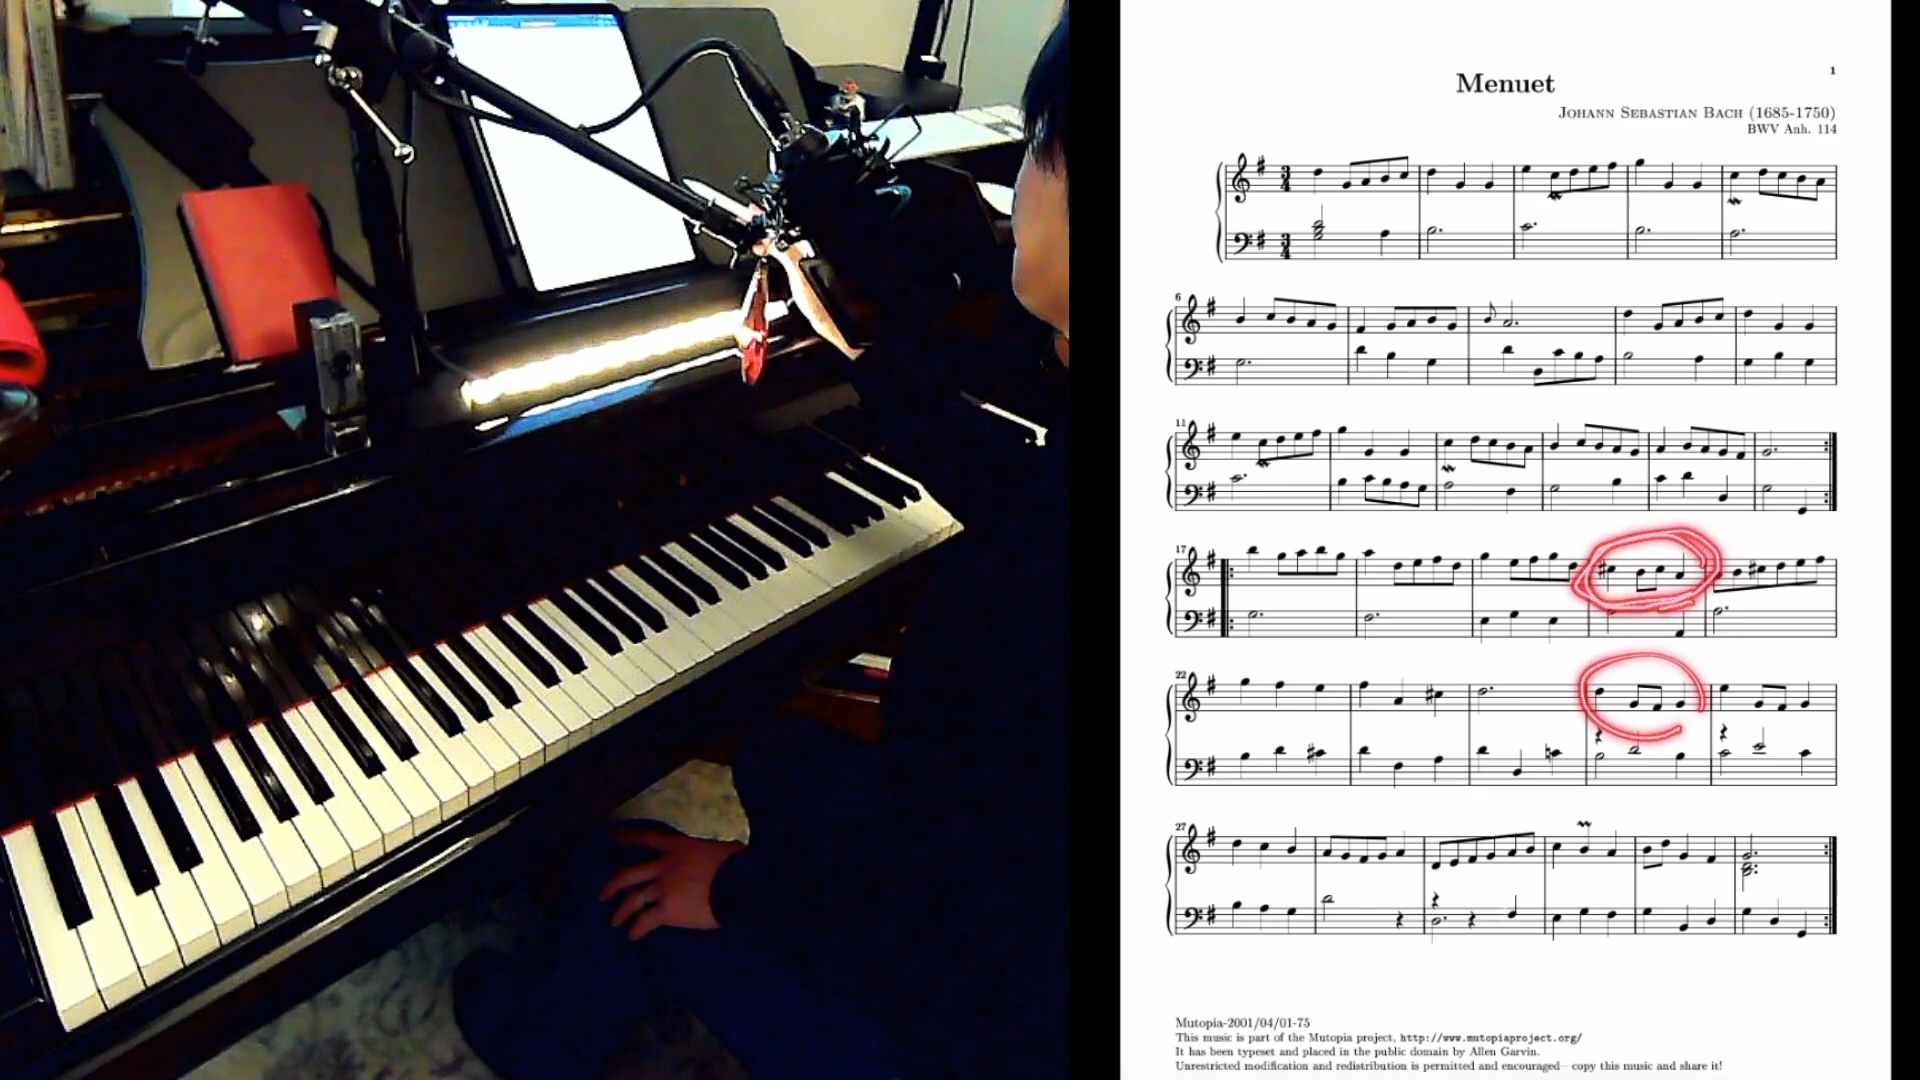 1
Menuet
Johann Sebastian Bach (1685-1750)
BWV Anh. 114
6
11
17
22
27
Mutopia-2001/04/01-75
This music is part of the Mutopia project, http://www.mutopiaproject.org/
It has been typeset and placed in the public domain by Allen Garvin.
Unrestricted modification and redistribution is permitted and encouraged—copy this music and share it!